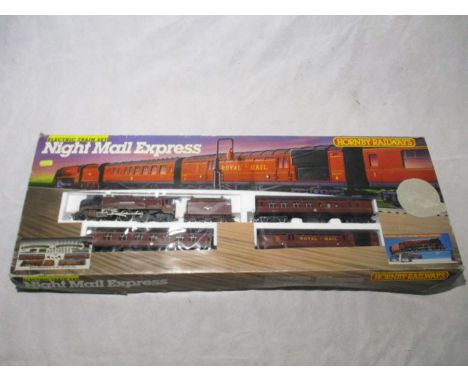 ELECTRIC TRAIN SET
Night Mail Express
HORNBY RAILWAYS
ROYAL MAIL
ROYAL MAIL
Night Mail Express
HORNBY RAILWAYS